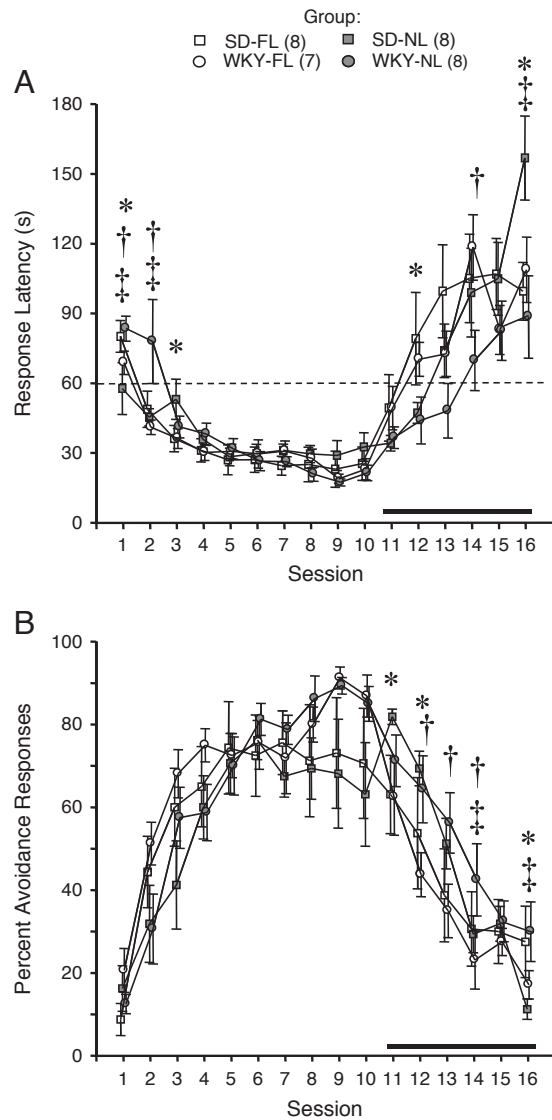 Group:
SD-FL (8) SD-NL (8)
WKY-FL (7) WKY-NL (8)
A
180
150
120
90
60
30
0
Response Latency (s)
* † ‡
† ‡
*
*
†
* ‡
1 2 3 4 5 6 7 8 9 10 11 12 13 14 15 16
Session
B
100
80
60
40
20
0
Percent Avoidance Responses
*
* †
†
† ‡
* ‡
1 2 3 4 5 6 7 8 9 10 11 12 13 14 15 16
Session